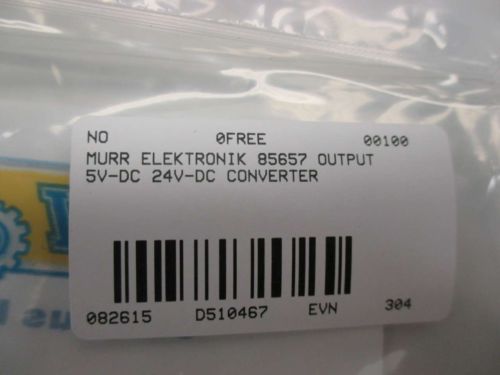 NO 0FREE 00100
MURR ELEKTRONIK 85657 OUTPUT
5V-DC 24V-DC CONVERTER
082615 D510467 EVN 304